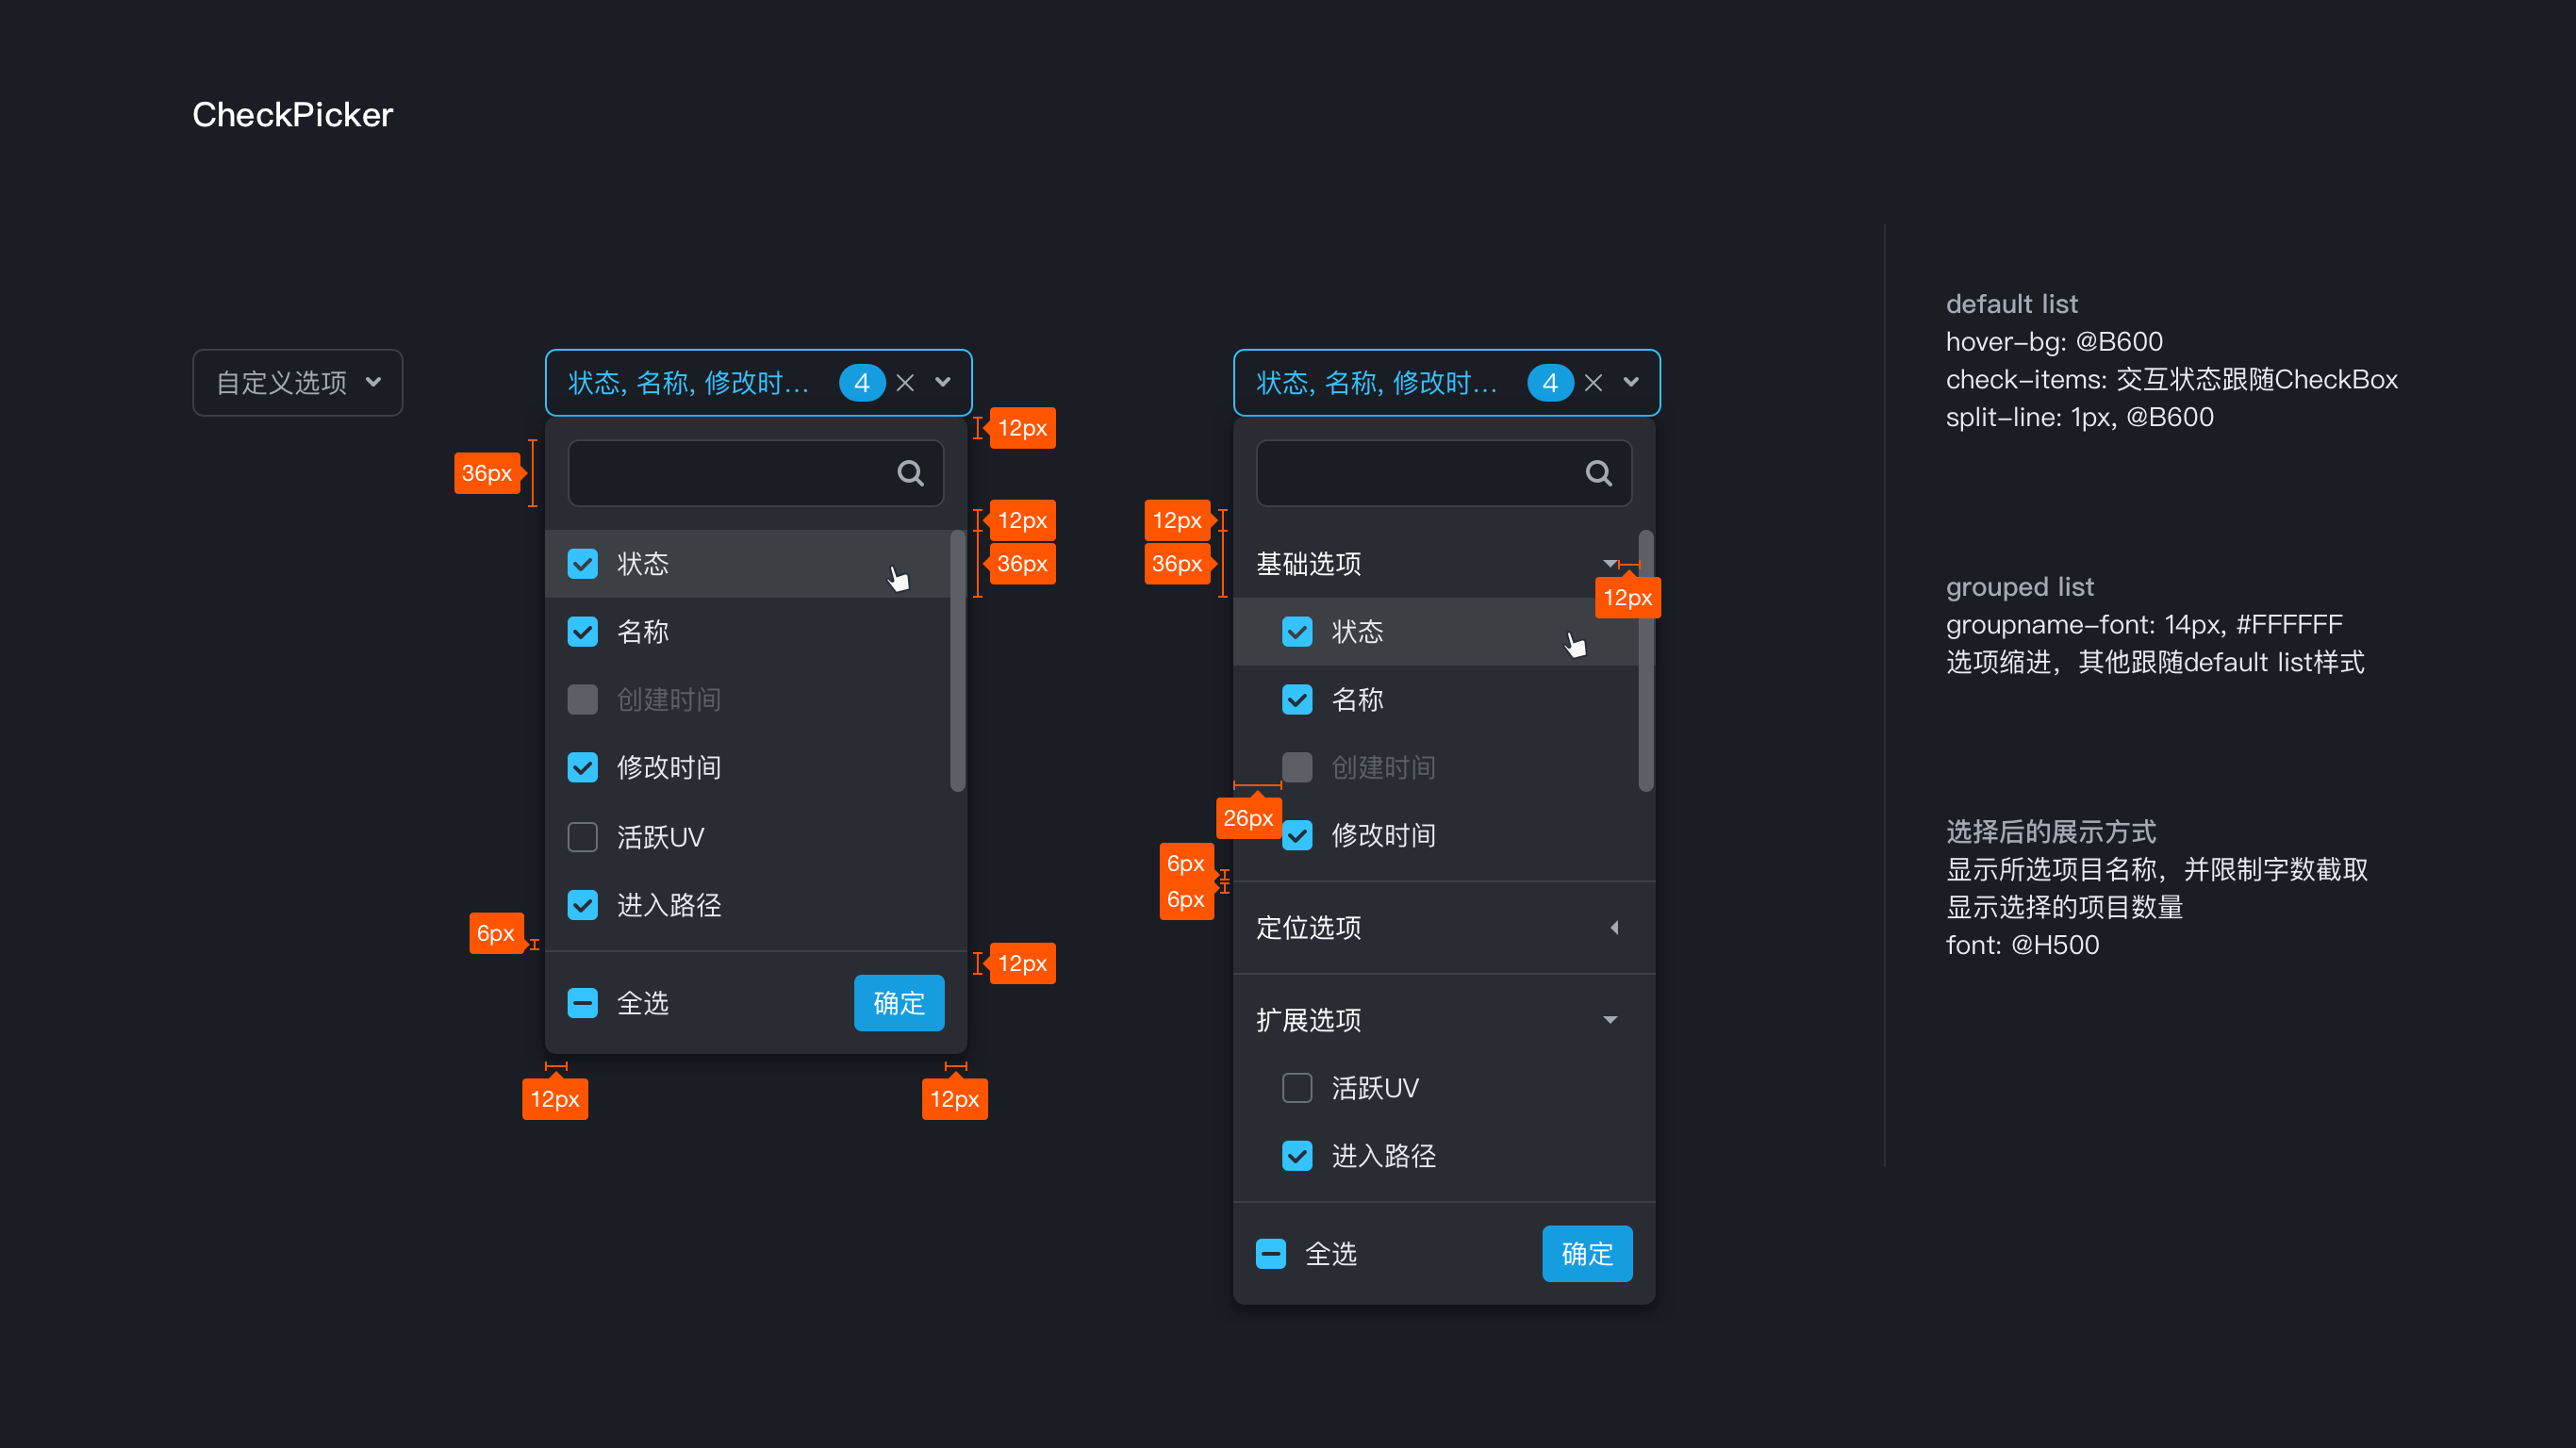 CheckPicker
自定义选项
状态, 名称, 修改时... 4
12px
36px
12px
36px
状态
名称
创建时间
修改时间
活跃UV
进入路径
6px
12px
全选 确定
12px 12px
状态, 名称, 修改时... 4
12px
36px
基础选项
12px
状态
名称
创建时间
26px
修改时间
6px
6px
定位选项
扩展选项
活跃UV
进入路径
全选 确定
default list
hover-bg: @B600
check-items: 交互状态跟随CheckBox
split-line: 1px, @B600
grouped list
groupname-font: 14px, #FFFFFF
选项缩进，其他跟随default list样式
选择后的展示方式
显示所选项目名称，并限制字数截取
显示选择的项目数量
font: @H500